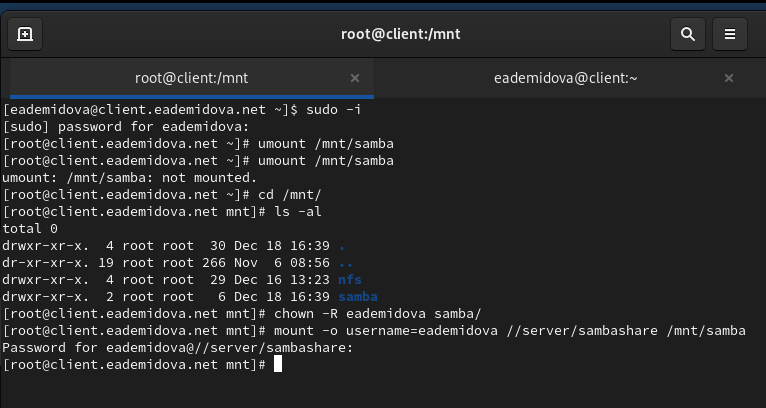 root@client:/mnt
root@client:/mnt × eademidova@client:~ ×
[eademidova@client.eademidova.net ~]$ sudo -i
[sudo] password for eademidova:
[root@client.eademidova.net ~]# umount /mnt/samba
[root@client.eademidova.net ~]# umount /mnt/samba
umount: /mnt/samba: not mounted.
[root@client.eademidova.net ~]# cd /mnt/
[root@client.eademidova.net mnt]# ls -al
total 0
drwxr-xr-x.  4 root root  30 Dec 18 16:39 .
dr-xr-xr-x. 19 root root 266 Nov  6 08:56 ..
drwxr-xr-x.  4 root root  29 Dec 16 13:23 nfs
drwxr-xr-x.  2 root root   6 Dec 18 16:39 samba
[root@client.eademidova.net mnt]# chown -R eademidova samba/
[root@client.eademidova.net mnt]# mount -o username=eademidova //server/sambashare /mnt/samba
Password for eademidova@//server/sambashare:
[root@client.eademidova.net mnt]#